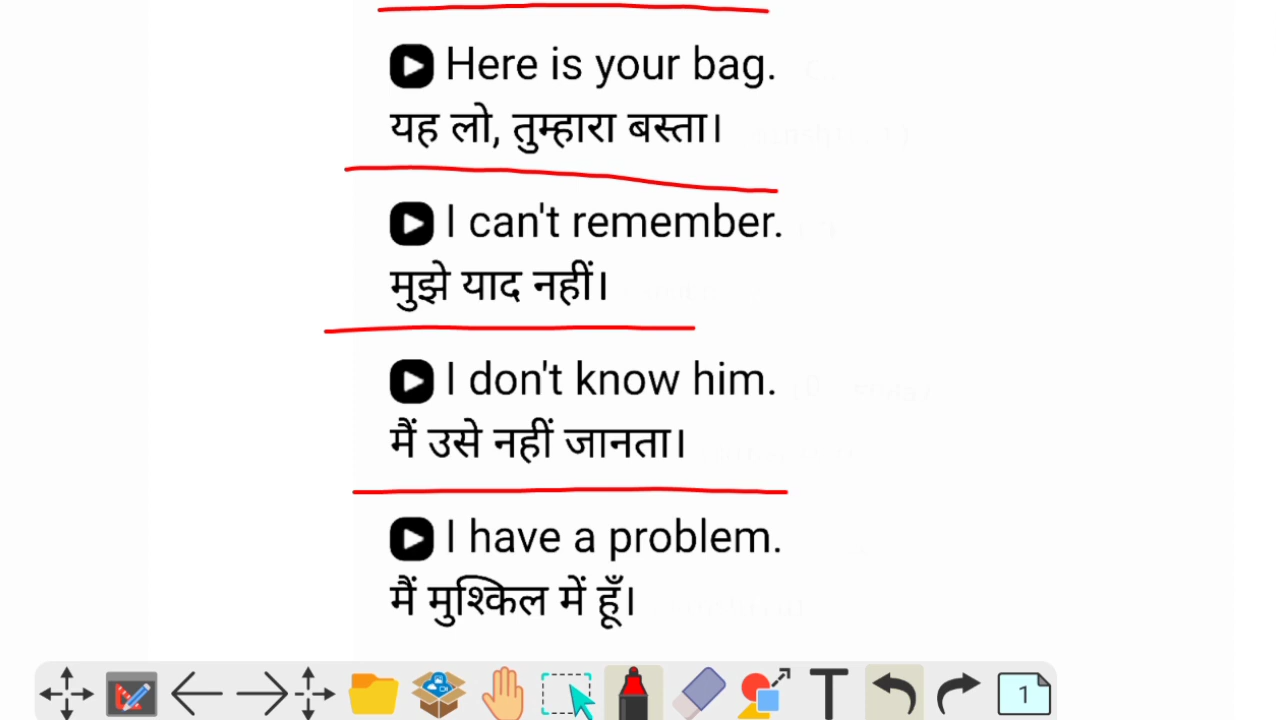 Here is your bag.
यह लो, तुम्हारा बस्ता।
I can't remember.
मुझे याद नहीं।
I don't know him.
मैं उसे नहीं जानता।
I have a problem.
मैं मुश्किल में हूँ।
T
1